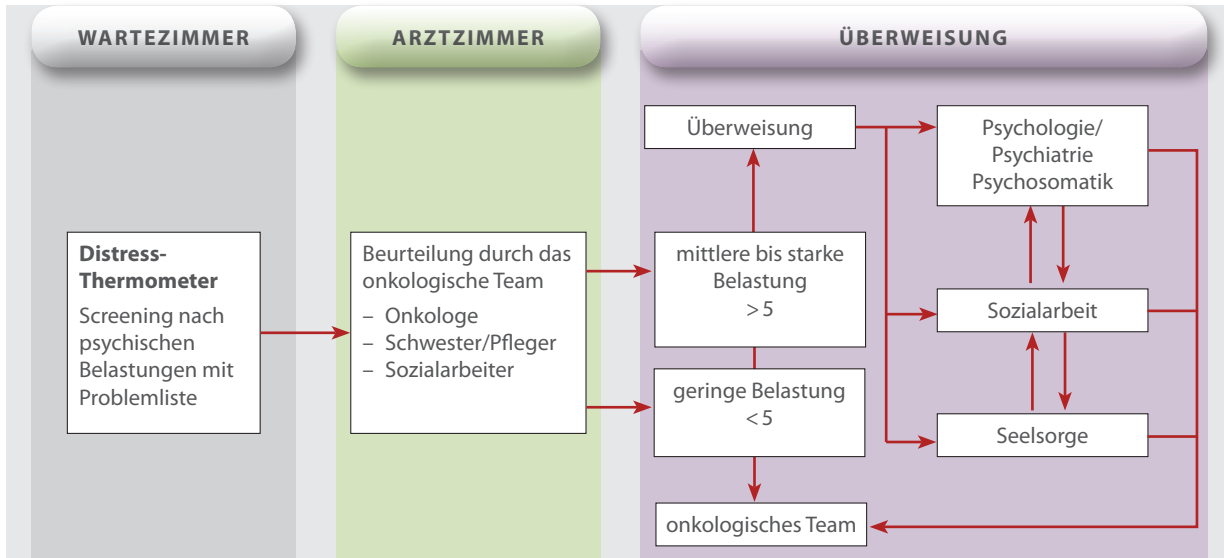 WARTEZIMMER
ARZTZIMMER
ÜBERWEISUNG
Distress-
Thermometer
Screening nach
psychischen
Belastungen mit
Problemliste
Beurteilung durch das
onkologische Team
– Onkologe
– Schwester/Pfleger
– Sozialarbeiter
Überweisung
mittlere bis starke
Belastung
> 5
geringe Belastung
< 5
onkologisches Team
Psychologie/
Psychiatrie
Psychosomatik
Sozialarbeit
Seelsorge